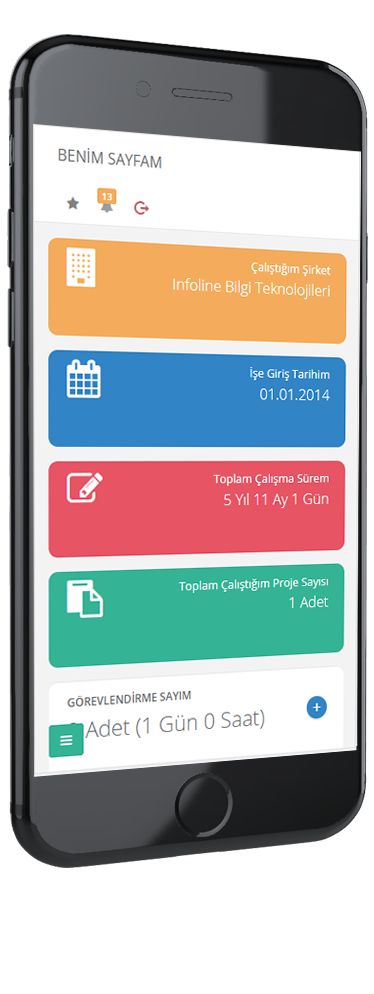 BENİM SAYFAM
13
Çalıştığım Şirket
Infoline Bilgi Teknolojileri
İşe Giriş Tarihim
01.01.2014
Toplam Çalışma Sürem
5 Yıl 11 Ay 1 Gün
Toplam Çalıştığım Proje Sayısı
1 Adet
GÖREVLENDİRME SAYIM
Adet (1 Gün 0 Saat)